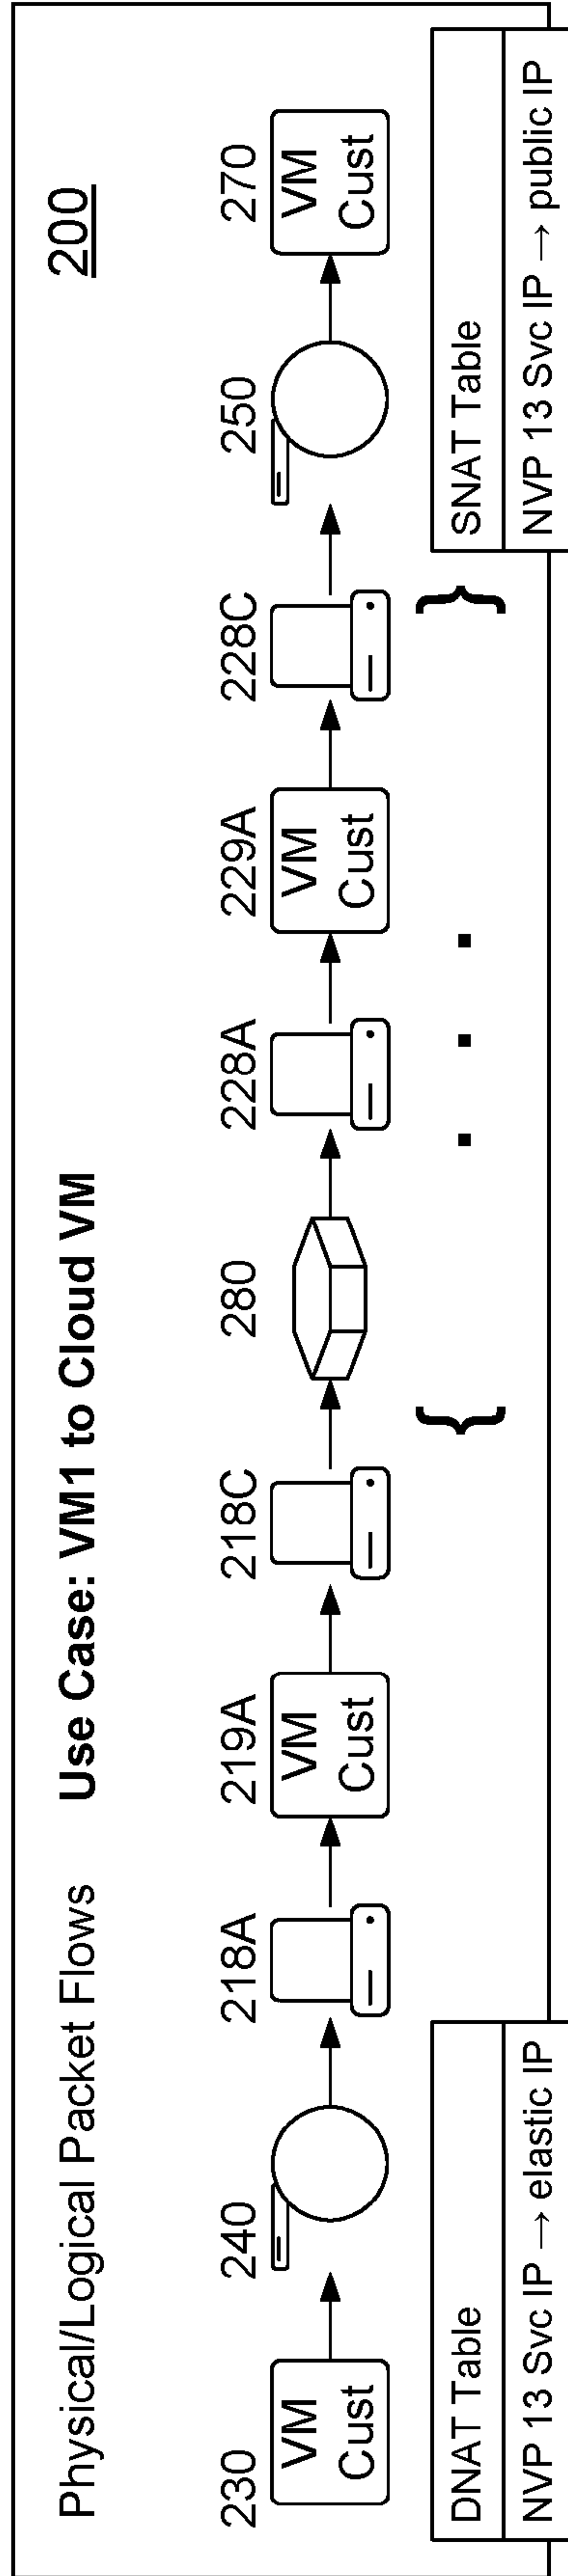 Physical/Logical Packet Flows Use Case: VM1 to Cloud VM
200
230 240 218A 219A 218C 280 228A 229A 228C 250 270
VM Cust
VM Cust
VM Cust
VM Cust
{ . . . }
DNAT Table
NVP 13 Svc IP → elastic IP
SNAT Table
NVP 13 Svc IP → public IP